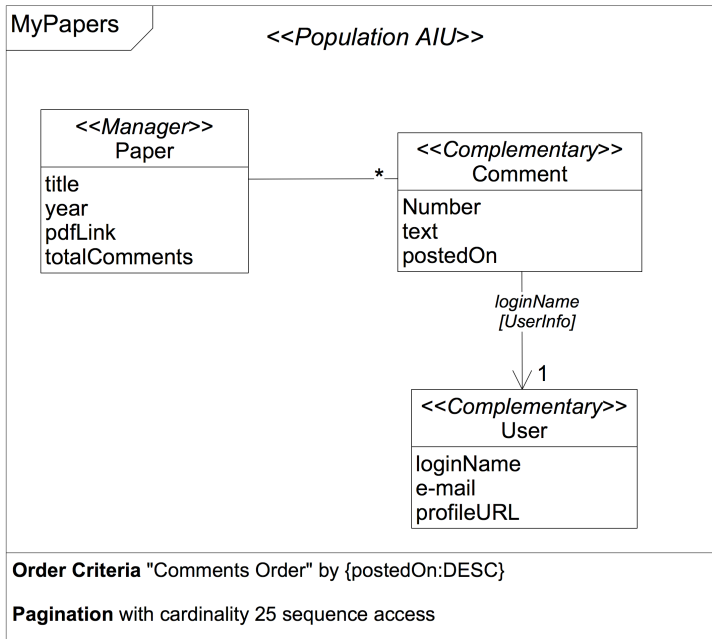 MyPapers
<<Population AIU>>
<<Manager>>
Paper
title
year
pdfLink
totalComments
*
<<Complementary>>
Comment
Number
text
postedOn
loginName
[UserInfo]
1
<<Complementary>>
User
loginName
e-mail
profileURL
Order Criteria "Comments Order" by {postedOn:DESC}
Pagination with cardinality 25 sequence access